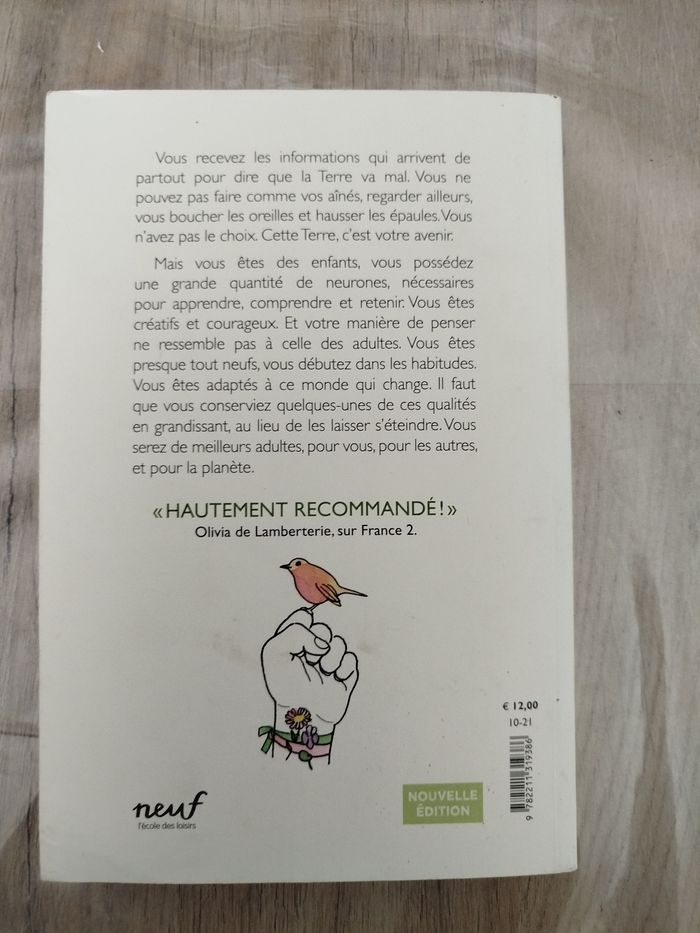 Vous recevez les informations qui arrivent de
partout pour dire que la Terre va mal. Vous ne
pouvez pas faire comme vos aînés, regarder ailleurs,
vous boucher les oreilles et hausser les épaules. Vous
n'avez pas le choix. Cette Terre, c'est votre avenir.
Mais vous êtes des enfants, vous possédez
une grande quantité de neurones, nécessaires
pour apprendre, comprendre et retenir. Vous êtes
créatifs et courageux. Et votre manière de penser
ne ressemble pas à celle des adultes. Vous êtes
presque tout neufs, vous débutez dans les habitudes.
Vous êtes adaptés à ce monde qui change. Il faut
que vous conserviez quelques-unes de ces qualités
en grandissant, au lieu de les laisser s'éteindre. Vous
serez de meilleurs adultes, pour vous, pour les autres,
et pour la planète.
« HAUTEMENT RECOMMANDÉ ! »
Olivia de Lamberterie, sur France 2.
€ 12,00
10-21
9 782211 319386
NOUVELLE
ÉDITION
neuf
l'école des loisirs